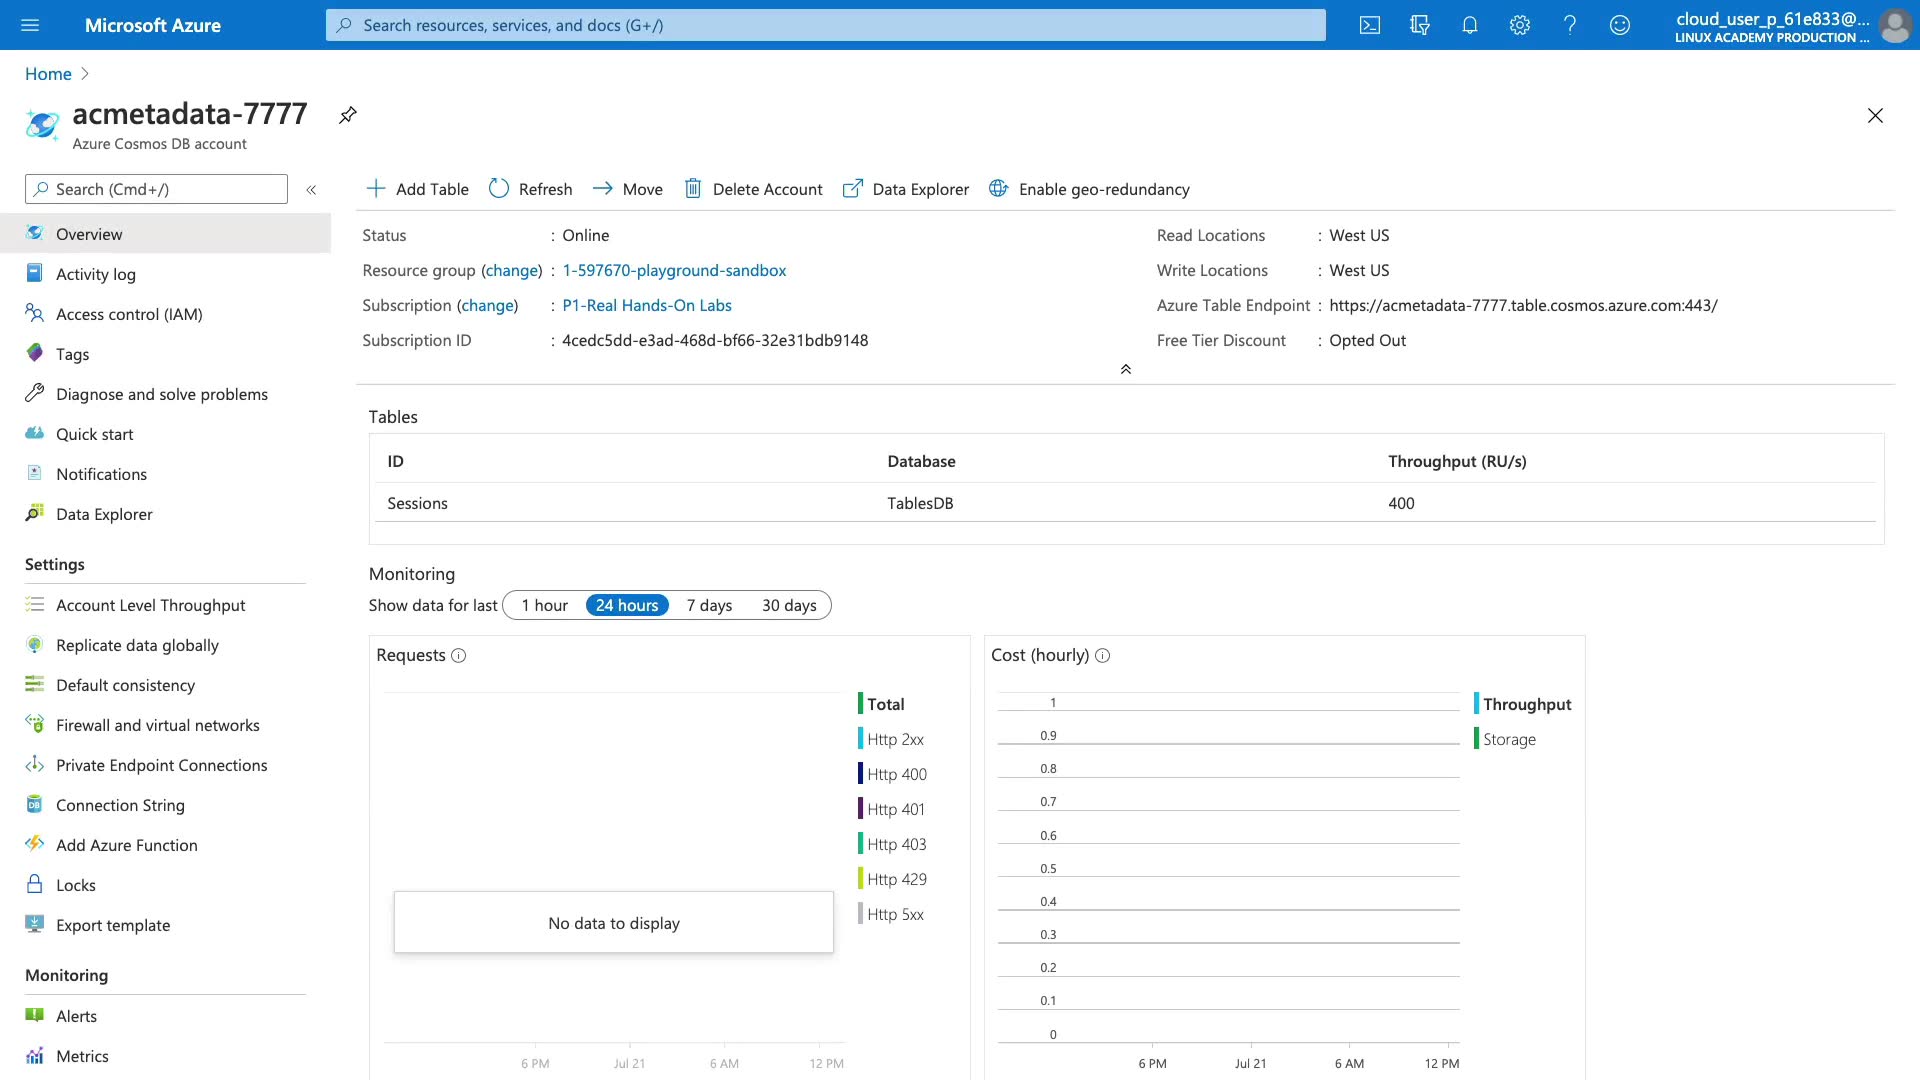 Microsoft Azure
Search resources, services, and docs (G+/)
cloud_user_p_61e833@...
LINUX ACADEMY PRODUCTION ...
Home
acmetadata-7777
Azure Cosmos DB account
Search (Cmd+/)
«
Overview
Activity log
Access control (IAM)
Tags
Diagnose and solve problems
Quick start
Notifications
Data Explorer
Settings
Account Level Throughput
Replicate data globally
Default consistency
Firewall and virtual networks
Private Endpoint Connections
Connection String
Add Azure Function
Locks
Export template
Monitoring
Alerts
Metrics
Add Table Refresh Move Delete Account Data Explorer Enable geo-redundancy
Status : Online
Resource group (change) : 1-597670-playground-sandbox
Subscription (change) : P1-Real Hands-On Labs
Subscription ID : 4cedc5dd-e3ad-468d-bf66-32e31bdb9148
Read Locations : West US
Write Locations : West US
Azure Table Endpoint : https://acmetadata-7777.table.cosmos.azure.com:443/
Free Tier Discount : Opted Out
Tables
ID Database Throughput (RU/s)
Sessions TablesDB 400
Monitoring
Show data for last 1 hour 24 hours 7 days 30 days
Requests
Total
Http 2xx
Http 400
Http 401
Http 403
Http 429
Http 5xx
No data to display
6 PM Jul 21 6 AM 12 PM
Cost (hourly)
1
0.9
0.8
0.7
0.6
0.5
0.4
0.3
0.2
0.1
0
6 PM Jul 21 6 AM 12 PM
Throughput
Storage